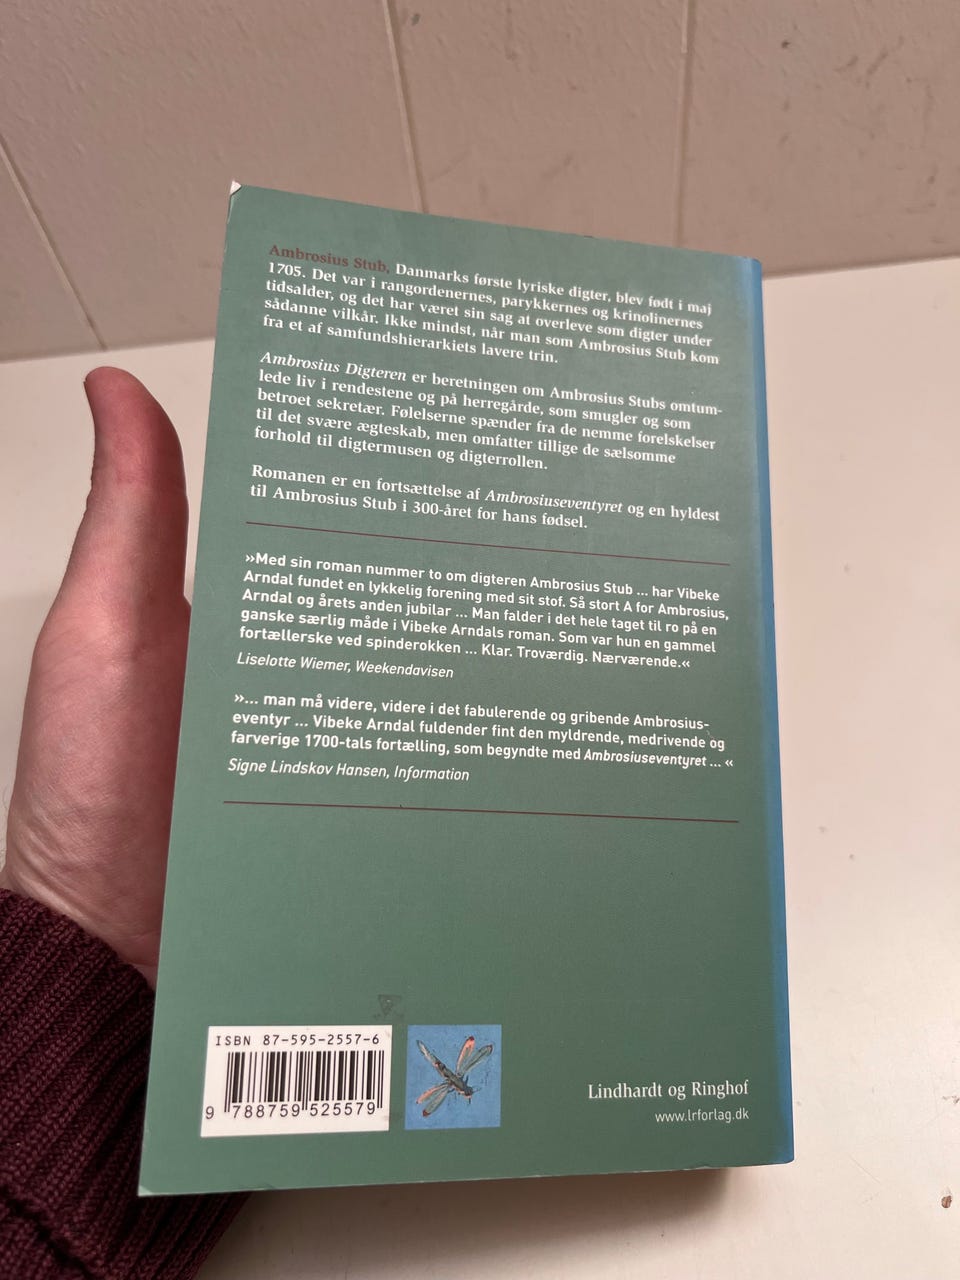 Ambrosius Stub, Danmarks første lyriske digter, blev født i maj
1705. Det var i rangordenernes, parykkernes og krinolinernes
tidsalder, og det har været sin sag at overleve som digter under
sådanne vilkår. Ikke mindst, når man som Ambrosius Stub kom
fra et af samfundshierarkiets lavere trin.
Ambrosius Digteren er beretningen om Ambrosius Stubs omtum-
lede liv i rendestene og på herregårde, som smugler og som
betroet sekretær. Følelserne spænder fra de nemme forelskelser
til det svære ægteskab, men omfatter tillige de sælsomme
forhold til digtermusen og digterrollen.
Romanen er en fortsættelse af Ambrosiuseventyret og en hyldest
til Ambrosius Stub i 300-året for hans fødsel.
»Med sin roman nummer to om digteren Ambrosius Stub ... har Vibeke
Arndal fundet en lykkelig forening med sit stof. Så stort A for Ambrosius,
Arndal og årets anden jubilar ... Man falder i det hele taget til ro på en
ganske særlig måde i Vibeke Arndals roman. Som var hun en gammel
fortællerske ved spinderokken ... Klar. Troværdig. Nærværende.«
Liselotte Wiemer, Weekendavisen
»... man må videre, videre i det fabulerende og gribende Ambrosius-
eventyr ... Vibeke Arndal fuldender fint den myldrende, medrivende og
farverige 1700-tals fortælling, som begyndte med Ambrosiuseventyret ... «
Signe Lindskov Hansen, Information
ISBN 87-595-2557-6
9 788759 525579
Lindhardt og Ringhof
www.lrforlag.dk